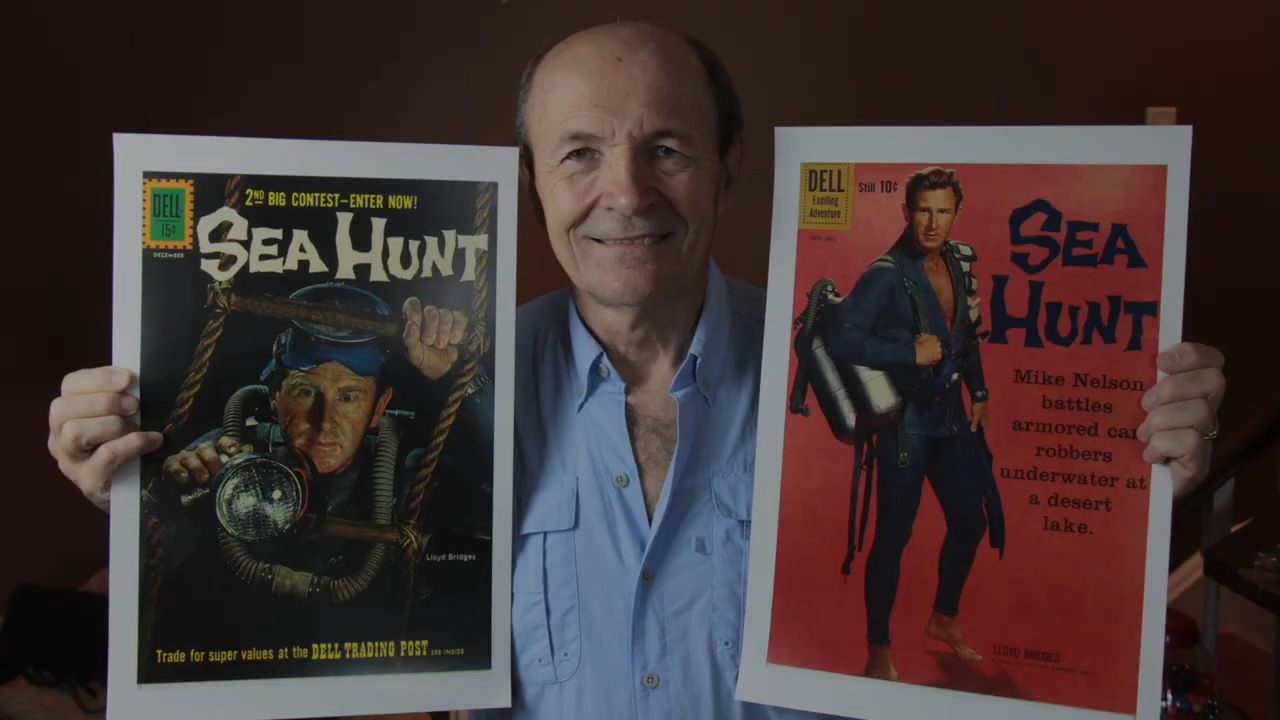 2ND BIG CONTEST-ENTER NOW!
DELL
15¢
DECEMBER
SEA HUNT
Lloyd Bridges
Trade for super values at the DELL TRADING POST SEE INSIDE
DELL
Exciting
Adventure
Still 10¢
SEA
HUNT
Mike Nelson
battles
armored car
robbers
underwater at
a desert
lake.
LLOYD BRIDGES